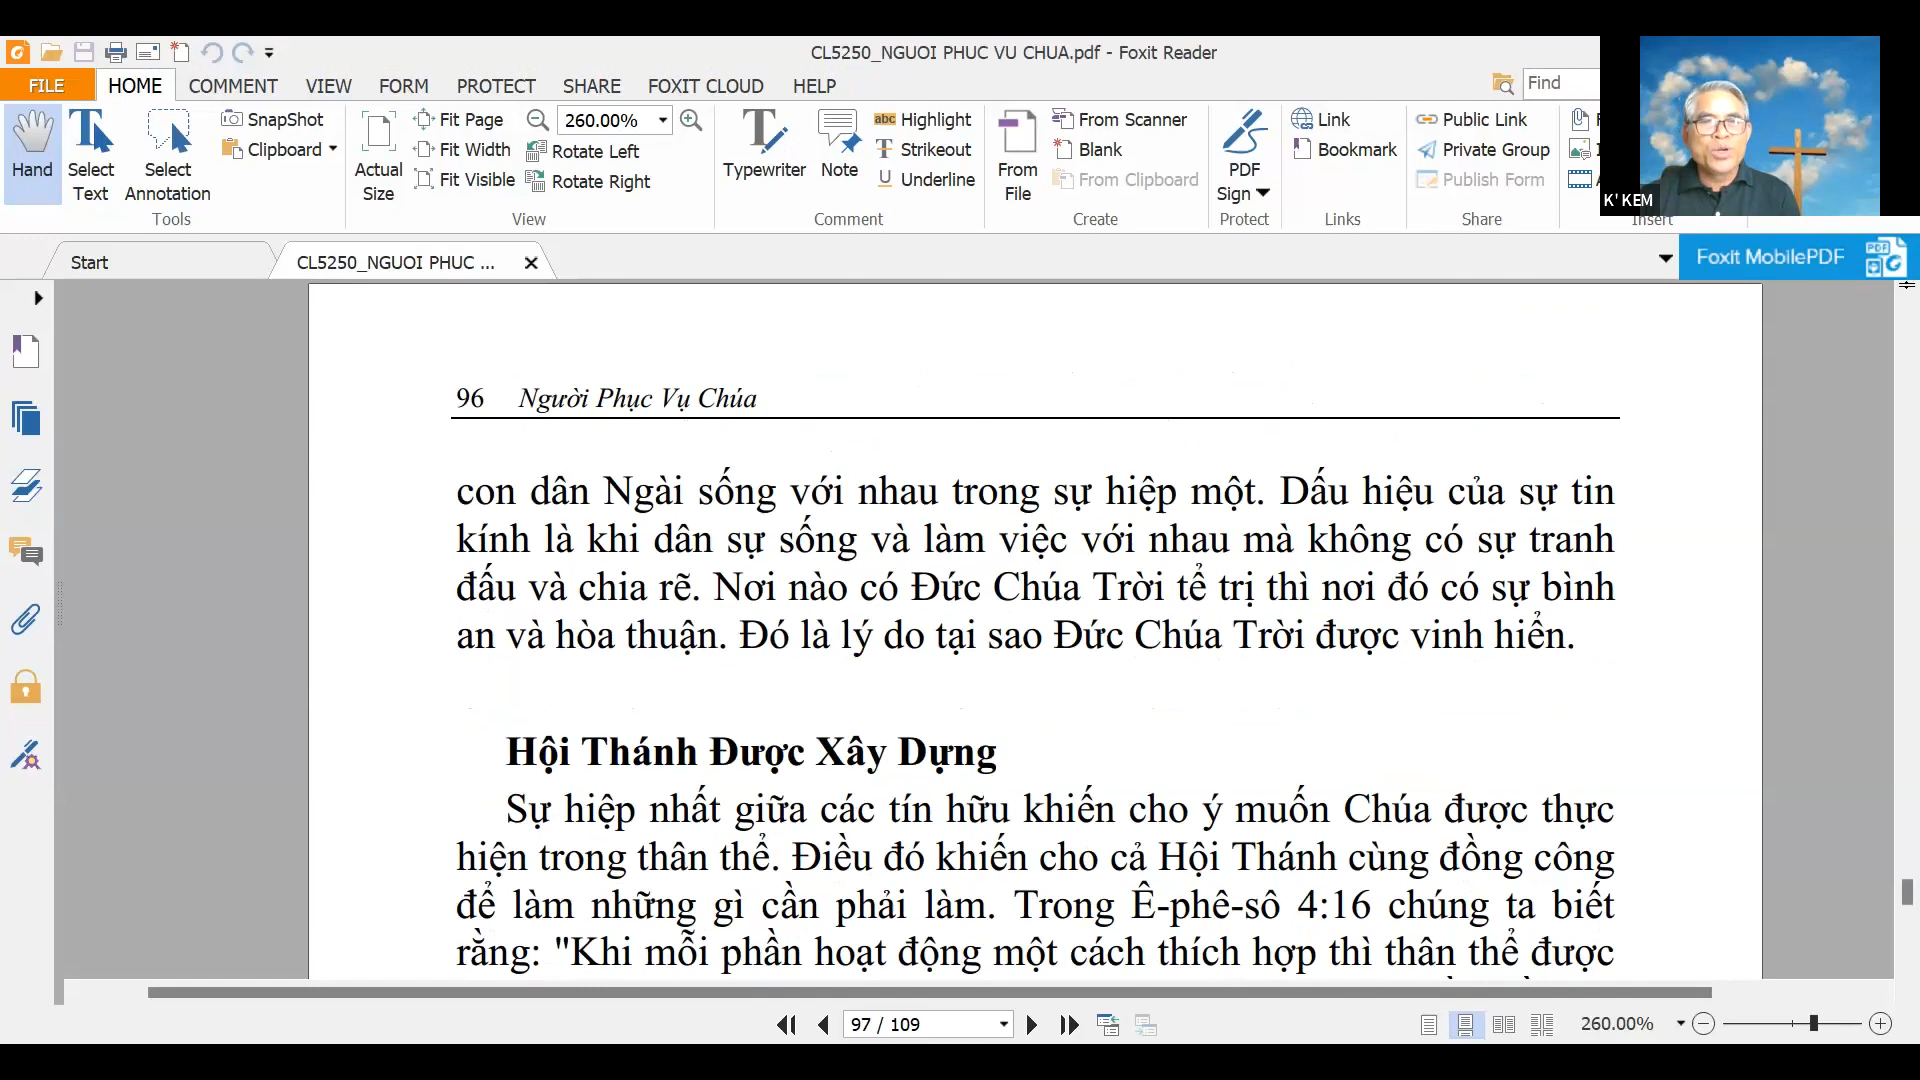 CL5250_NGUOI PHUC VU CHUA.pdf - Foxit Reader
FILE HOME COMMENT VIEW FORM PROTECT SHARE FOXIT CLOUD HELP
Find
Hand
Select Text
Select Annotation
SnapShot
Clipboard
Tools
Actual Size
Fit Page
Fit Width
Fit Visible
260.00%
Rotate Left
Rotate Right
View
Typewriter
Note
Highlight
Strikeout
Underline
Comment
From File
From Scanner
Blank
From Clipboard
Create
PDF Sign
Protect
Link
Bookmark
Links
Public Link
Private Group
Publish Form
Share
Insert
K' KEM
Start
CL5250_NGUOI PHUC ...
Foxit MobilePDF
96 Người Phục Vụ Chúa
con dân Ngài sống với nhau trong sự hiệp một. Dấu hiệu của sự tin
kính là khi dân sự sống và làm việc với nhau mà không có sự tranh
đấu và chia rẽ. Nơi nào có Đức Chúa Trời tể trị thì nơi đó có sự bình
an và hòa thuận. Đó là lý do tại sao Đức Chúa Trời được vinh hiển.
Hội Thánh Được Xây Dựng
Sự hiệp nhất giữa các tín hữu khiến cho ý muốn Chúa được thực
hiện trong thân thể. Điều đó khiến cho cả Hội Thánh cùng đồng công
để làm những gì cần phải làm. Trong Ê-phê-sô 4:16 chúng ta biết
rằng: "Khi mỗi phần hoạt động một cách thích hợp thì thân thể được
97 / 109
260.00%